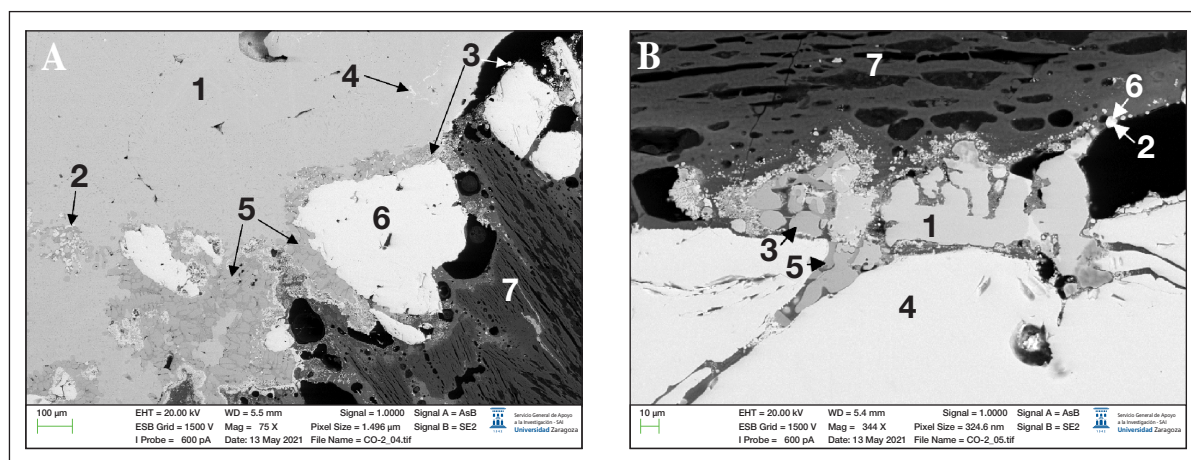 A
1
2
3
4
5
6
7
100 µm
EHT = 20.00 kV WD = 5.5 mm Signal = 1.0000 Signal A = AsB
ESB Grid = 1500 V Mag = 75 X Pixel Size = 1.496 µm Signal B = SE2
I Probe = 600 pA Date: 13 May 2021 File Name = CO-2_04.tif
Servicio General de Apoyo
a la Investigación - SAI
Universidad Zaragoza
1542
B
7
6
2
1
3
5
4
10 µm
EHT = 20.00 kV WD = 5.4 mm Signal = 1.0000 Signal A = AsB
ESB Grid = 1500 V Mag = 344 X Pixel Size = 324.6 nm Signal B = SE2
I Probe = 600 pA Date: 13 May 2021 File Name = CO-2_05.tif
Servicio General de Apoyo
a la Investigación - SAI
Universidad Zaragoza
1542